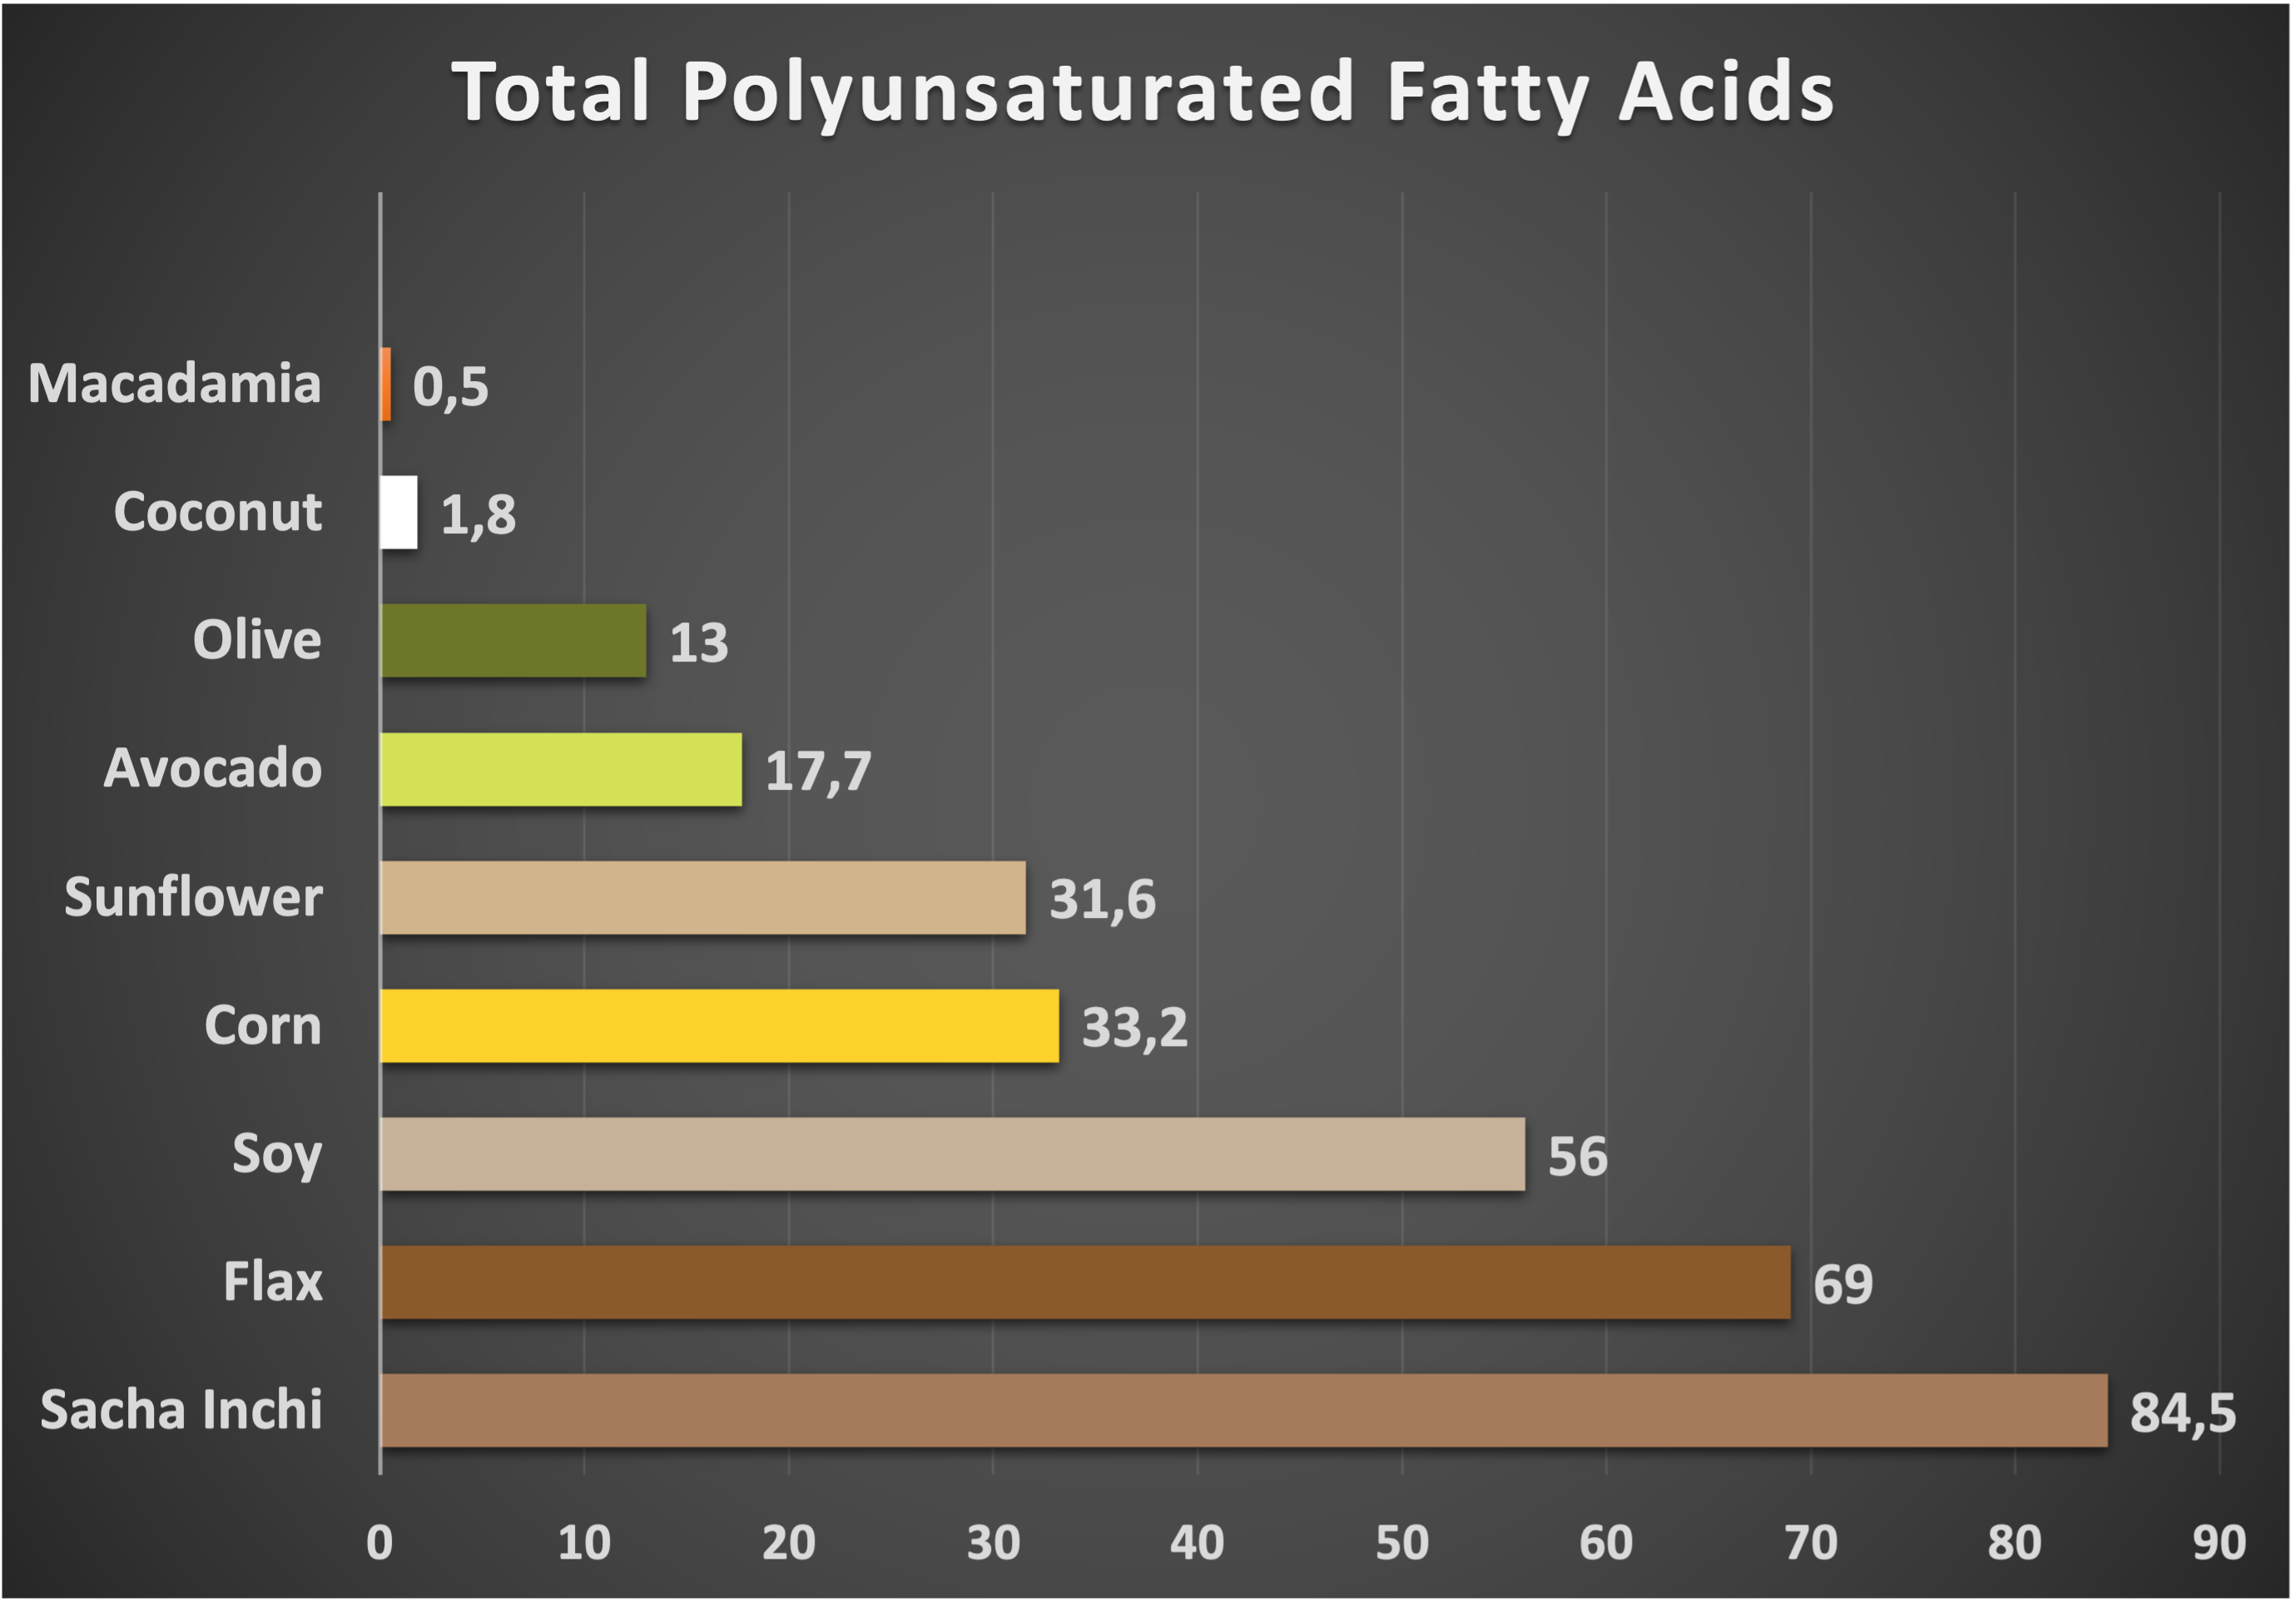 Total Polyunsaturated Fatty Acids
Macadamia 0,5
Coconut 1,8
Olive 13
Avocado 17,7
Sunflower 31,6
Corn 33,2
Soy 56
Flax 69
Sacha Inchi 84,5
0 10 20 30 40 50 60 70 80 90